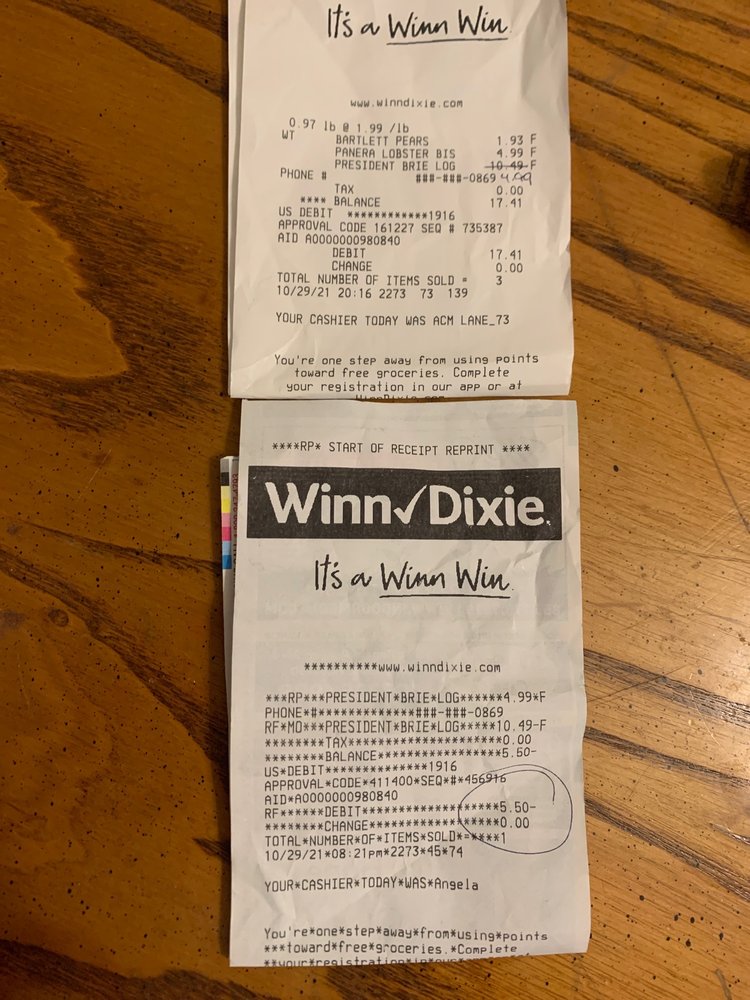 It's a Winn Win
www.winndixie.com
0.97 lb @ 1.99 /lb
WT BARTLETT PEARS 1.93 F
PANERA LOBSTER BIS 4.99 F
PRESIDENT BRIE LOG 10.49 F
PHONE # ###-###-0869 4.99
TAX 0.00
**** BALANCE 17.41
US DEBIT ************1916
APPROVAL CODE 161227 SEQ # 735387
AID A0000000980840
DEBIT 17.41
CHANGE 0.00
TOTAL NUMBER OF ITEMS SOLD = 3
10/29/21 20:16 2273 73 139
YOUR CASHIER TODAY WAS ACM LANE_73
You're one step away from using points
toward free groceries. Complete
your registration in our app or at
WinnDixie.com
****RP* START OF RECEIPT REPRINT ****
Winn✓Dixie.
It's a Winn Win
**********www.winndixie.com
***RP***PRESIDENT*BRIE*LOG******4.99*F
PHONE*#*************###-###-0869
RF*MD***PRESIDENT*BRIE*LOG*****10.49-F
********TAX*********************0.00
********BALANCE*****************5.50-
US*DEBIT*************1916
APPROVAL*CODE*411400*SEQ*#*456916
AID*A0000000980840
RF******DEBIT*******************5.50-
********CHANGE******************0.00
TOTAL*NUMBER*OF*ITEMS*SOLD*=****1
10/29/21*08:21pm*2273*45*74
YOUR*CASHIER*TODAY*WAS*Angela
You're*one*step*away*from*using*points
***toward*free*groceries.*Complete
**your*registration*in*our